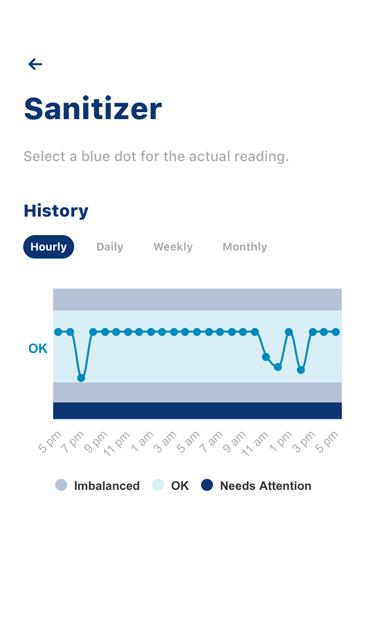 Sanitizer
Select a blue dot for the actual reading.
History
Hourly Daily Weekly Monthly
OK
5 pm 7 pm 9 pm 11 pm 1 am 3 am 5 am 7 am 9 am 11 am 1 pm 3 pm 5 pm
Imbalanced OK Needs Attention